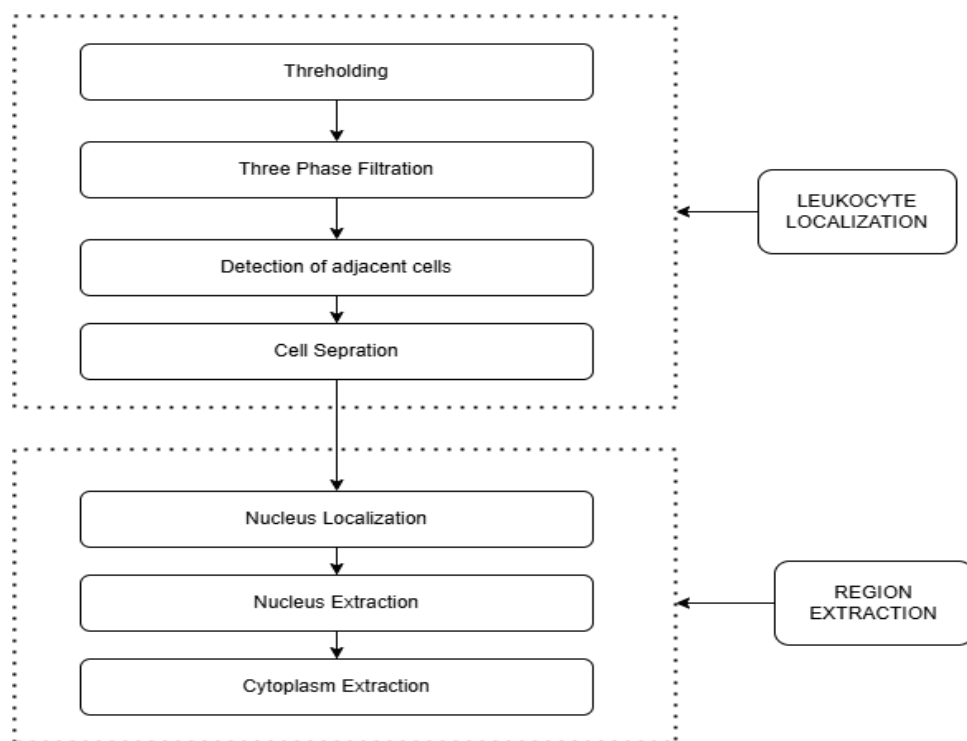 Threholding
Three Phase Filtration
LEUKOCYTE
LOCALIZATION
Detection of adjacent cells
Cell Sepration
Nucleus Localization
Nucleus Extraction
REGION
EXTRACTION
Cytoplasm Extraction